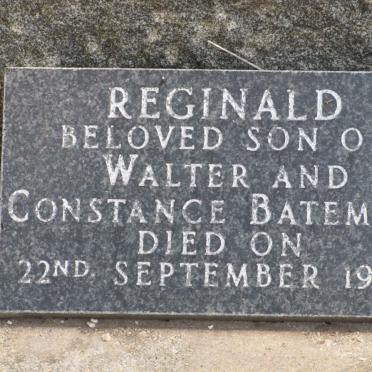 REGINALD
BELOVED SON O
WALTER AND
CONSTANCE BATEM
DIED ON
22ND. SEPTEMBER 19